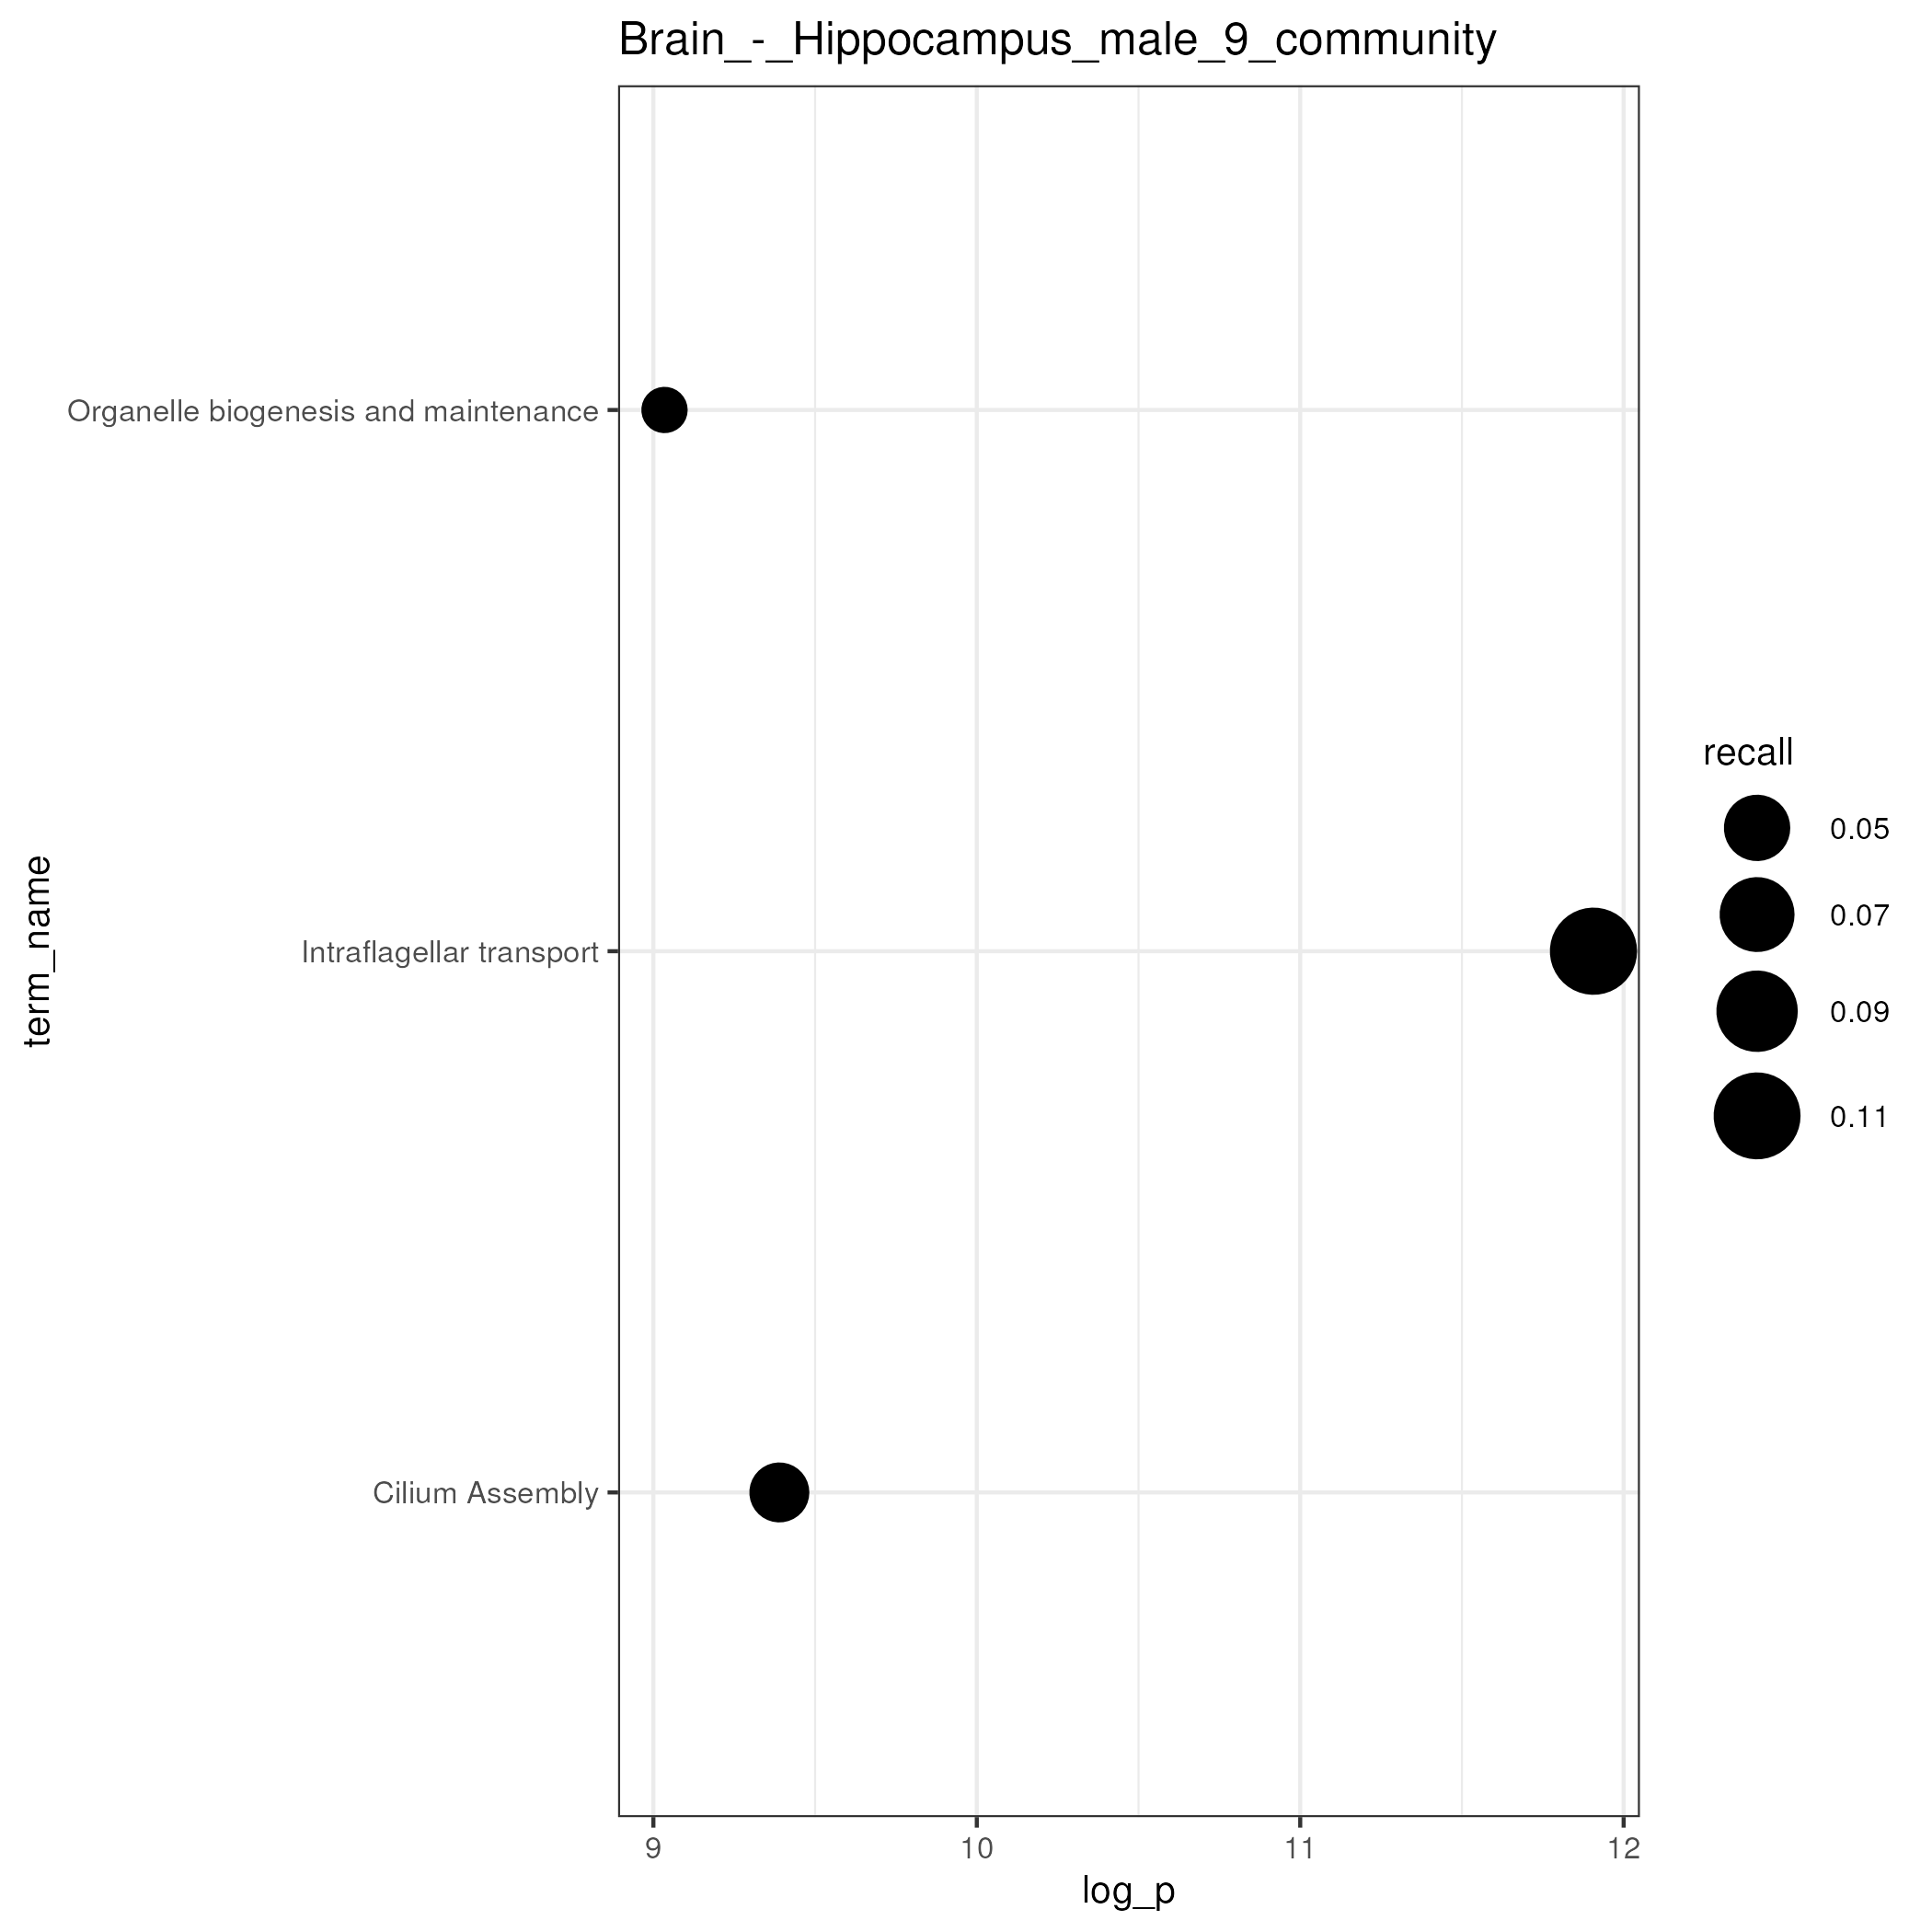 Brain_-_Hippocampus_male_9_community
Organelle biogenesis and maintenance
Intraflagellar transport
Cilium Assembly
term_name
9 10 11 12
log_p
recall
0.05
0.07
0.09
0.11